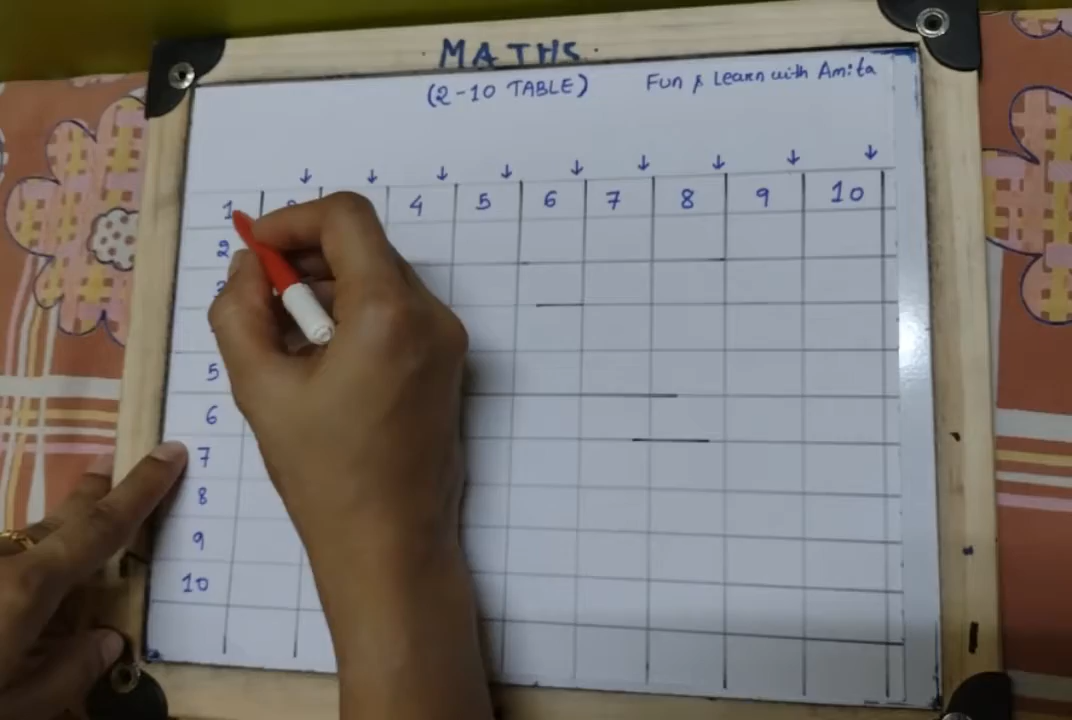 MATHS
(2-10 TABLE) Fun & Learn with Amita
↓ ↓ ↓ ↓ ↓ ↓ ↓ ↓ ↓
1 4 5 6 7 8 9 10
2
5
6
7
8
9
10